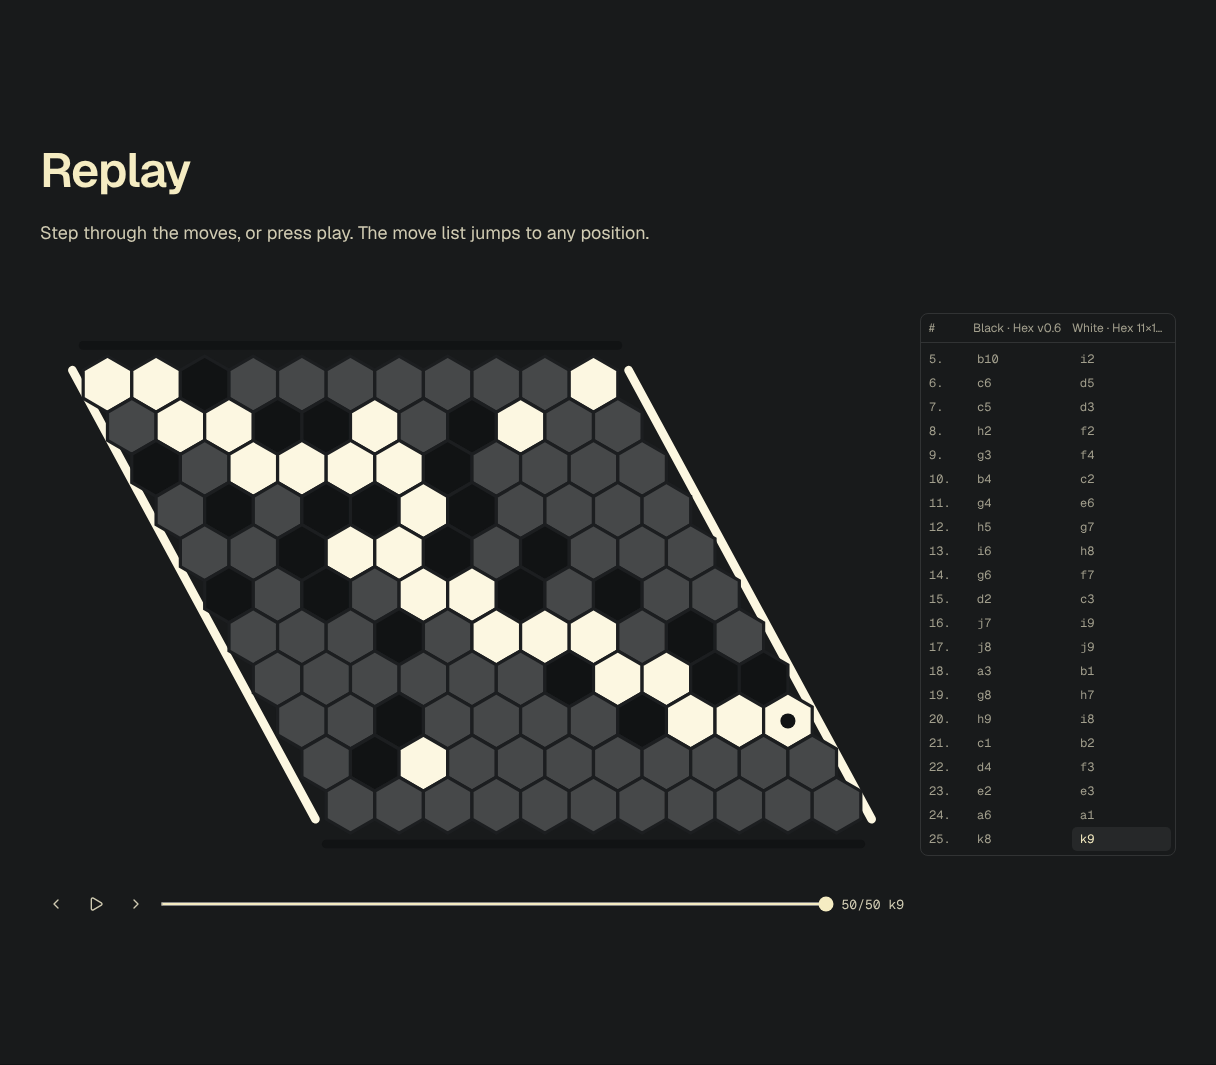 Replay
Step through the moves, or press play. The move list jumps to any position.
# Black · Hex v0.6 White · Hex 11×1…
5. b10 i2
6. c6 d5
7. c5 d3
8. h2 f2
9. g3 f4
10. b4 c2
11. g4 e6
12. h5 g7
13. i6 h8
14. g6 f7
15. d2 c3
16. j7 i9
17. j8 j9
18. a3 b1
19. g8 h7
20. h9 i8
21. c1 b2
22. d4 f3
23. e2 e3
24. a6 a1
25. k8 k9
50/50 k9